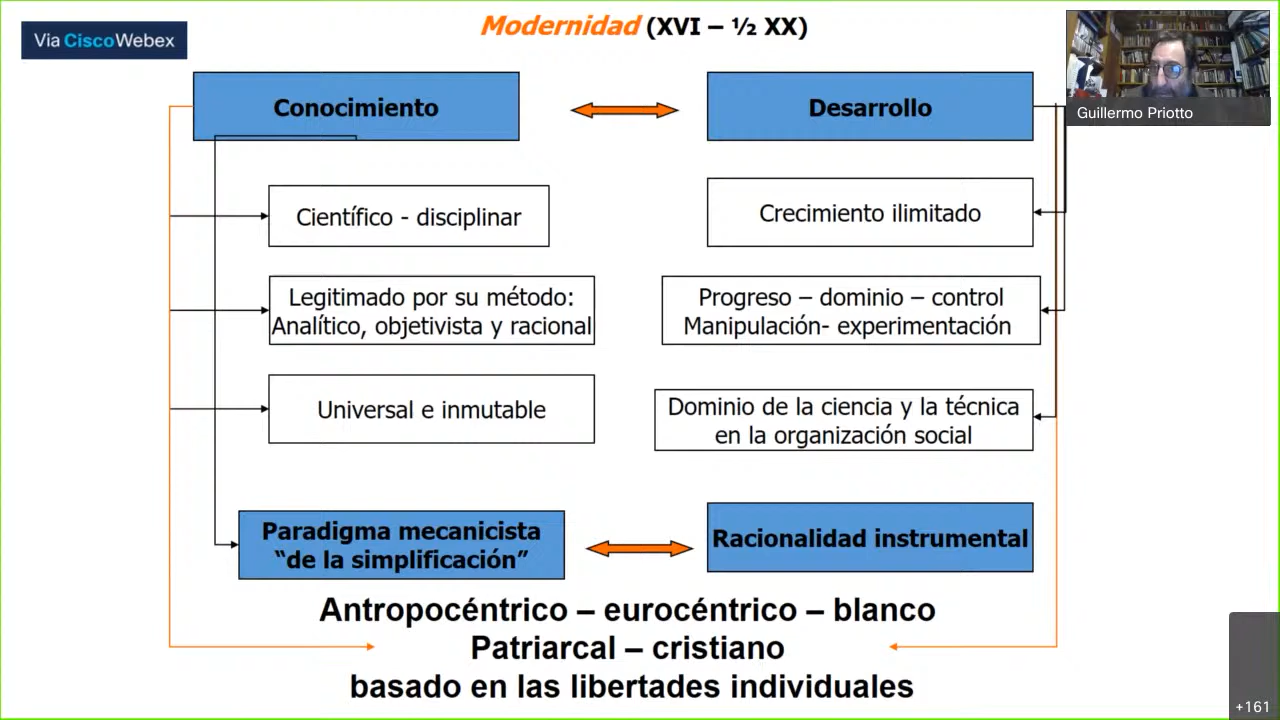 Via CiscoWebex
Modernidad (XVI – ½ XX)
Guillermo Priotto
Conocimiento
Desarrollo
Científico - disciplinar
Crecimiento ilimitado
Legitimado por su método:
Analítico, objetivista y racional
Progreso – dominio – control
Manipulación- experimentación
Universal e inmutable
Dominio de la ciencia y la técnica
en la organización social
Paradigma mecanicista
“de la simplificación”
Racionalidad instrumental
Antropocéntrico – eurocéntrico – blanco
Patriarcal – cristiano
basado en las libertades individuales
+161